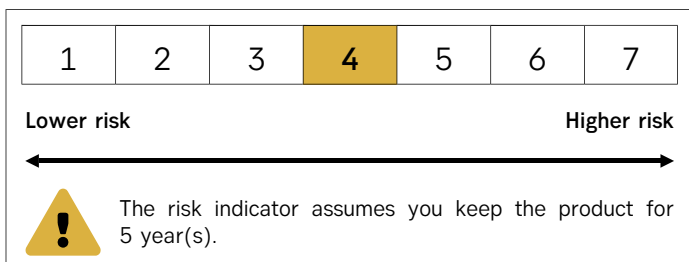 1 2 3 4 5 6 7
Lower risk Higher risk
The risk indicator assumes you keep the product for
5 year(s).